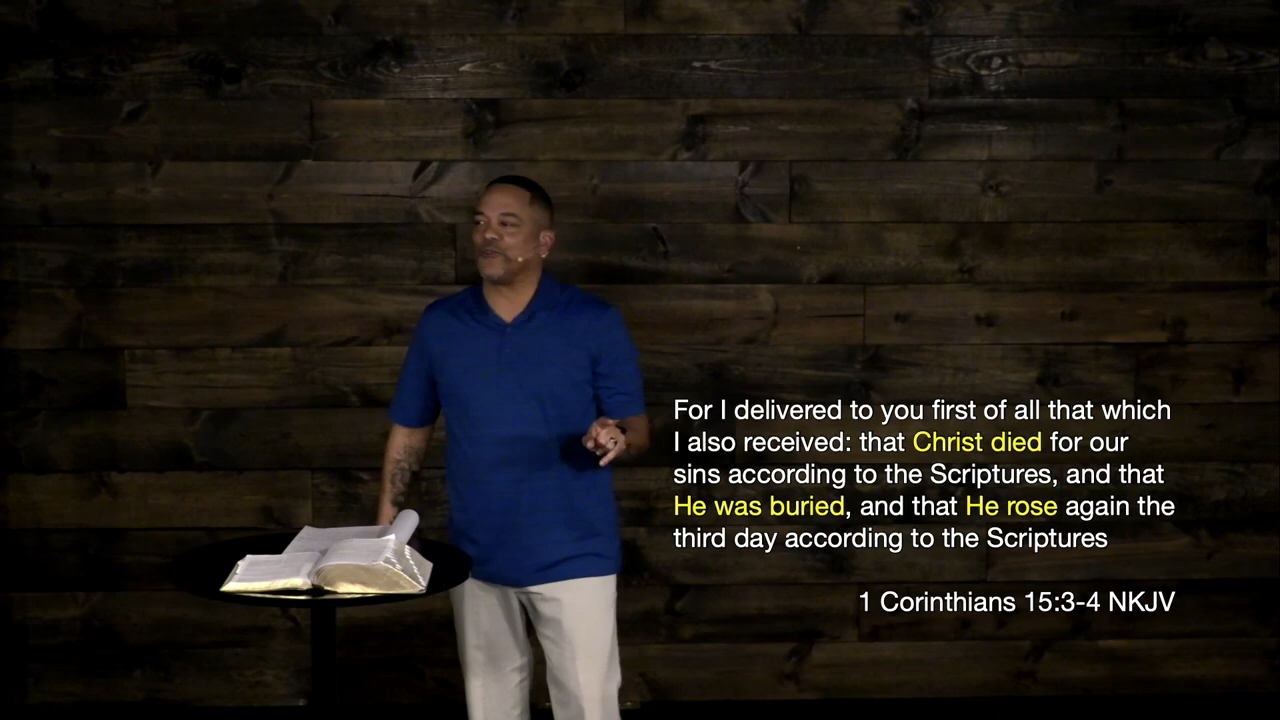 For I delivered to you first of all that which
I also received: that Christ died for our
sins according to the Scriptures, and that
He was buried, and that He rose again the
third day according to the Scriptures
1 Corinthians 15:3-4 NKJV